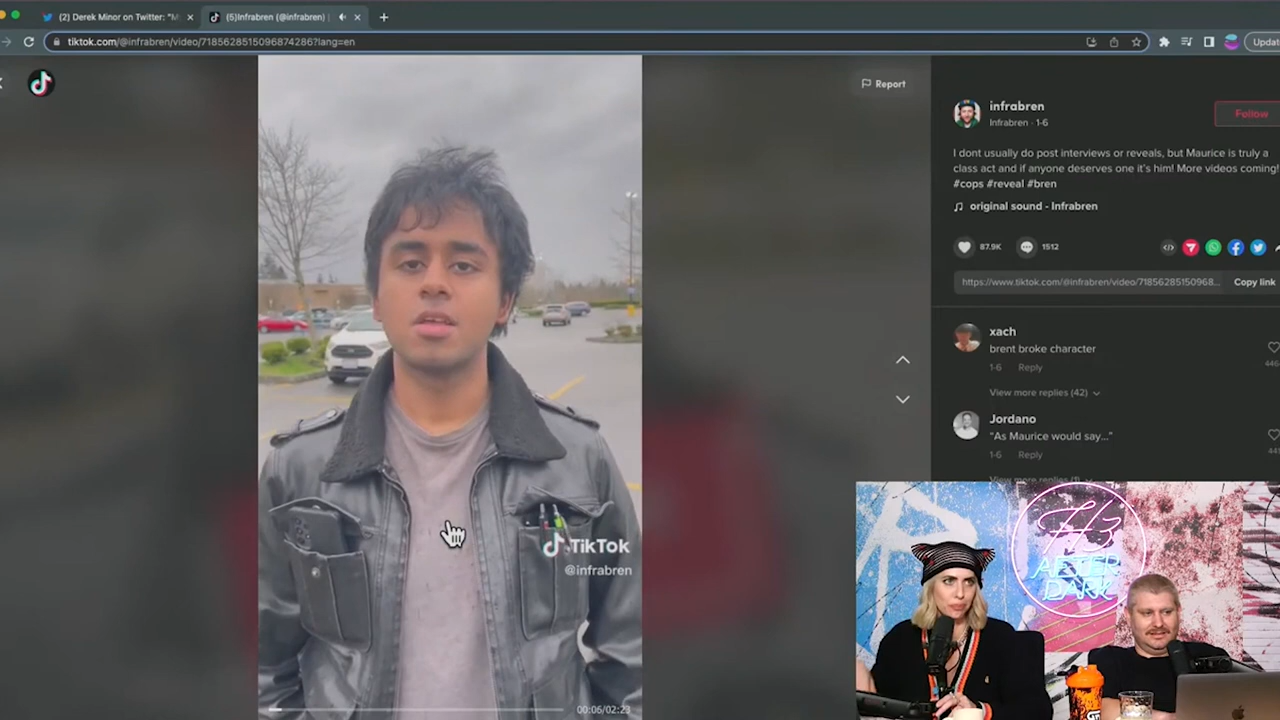 (2) Derek Minor on Twitter: "M
(5)Infrabren (@infrabren) |
tiktok.com/@infrabren/video/7185628515096874286?lang=en
Updat
Report
infrabren
Infrabren · 1-6
Follow
I dont usually do post interviews or reveals, but Maurice is truly a
class act and if anyone deserves one it's him! More videos coming!
#cops #reveal #bren
original sound - Infrabren
87.9K
1512
https://www.tiktok.com/@infrabren/video/71856285150968...
Copy link
xach
brent broke character
1-6 Reply
View more replies (42)
Jordano
"As Maurice would say..."
1-6 Reply
TikTok
@infrabren
H3
AFTER
DARK
00:06/02:23